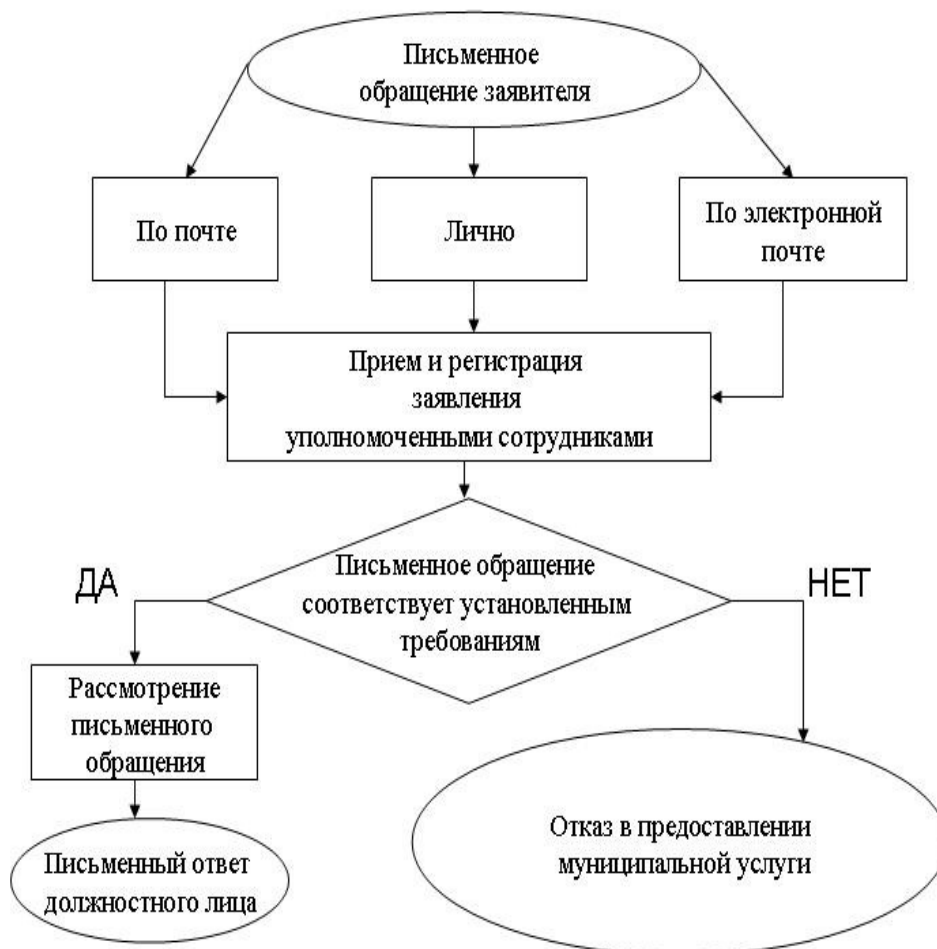 Письменное
обращение заявителя
По почте
Лично
По электронной
почте
Прием и регистрация
заявления
уполномоченными сотрудниками
Письменное обращение
соответствует установленным
требованиям
ДА
НЕТ
Рассмотрение
письменного
обращения
Письменный ответ
должностного лица
Отказ в предоставлении
муниципальной услуги